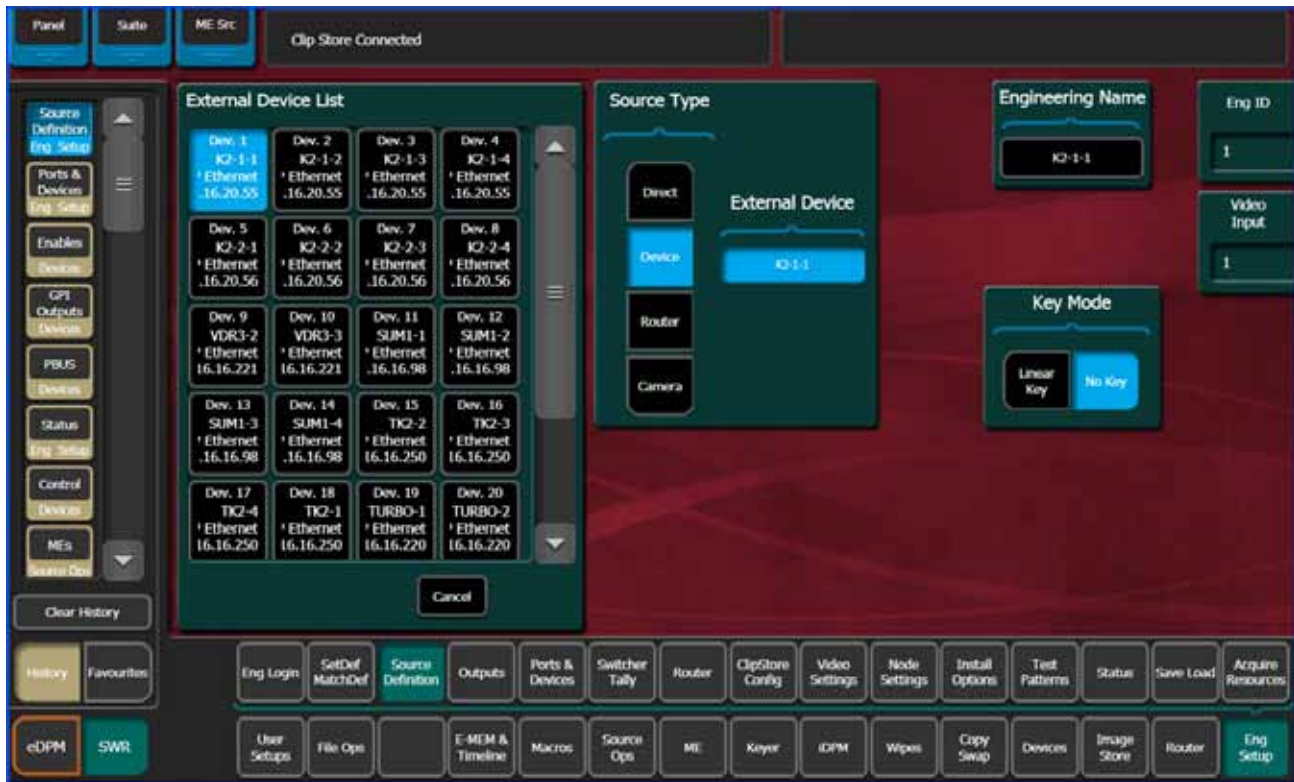 Panel
Suite
ME Src
Clip Store Connected
Source
Definition
Eng Setup
Ports &
Devices
Eng Setup
Enables
Devices
GPI
Outputs
Devices
PBUS
Devices
Status
Eng Setup
Control
Devices
MEs
Source Ops
Clear History
History
Favourites
eDPM
SWR
External Device List
Dev. 1
K2-1-1
' Ethernet
.16.20.55
Dev. 2
K2-1-2
' Ethernet
.16.20.55
Dev. 3
K2-1-3
' Ethernet
.16.20.55
Dev. 4
K2-1-4
' Ethernet
.16.20.55
Dev. 5
K2-2-1
' Ethernet
.16.20.56
Dev. 6
K2-2-2
' Ethernet
.16.20.56
Dev. 7
K2-2-3
' Ethernet
.16.20.56
Dev. 8
K2-2-4
' Ethernet
.16.20.56
Dev. 9
VDR3-2
' Ethernet
16.16.221
Dev. 10
VDR3-3
' Ethernet
16.16.221
Dev. 11
SUM1-1
' Ethernet
.16.16.98
Dev. 12
SUM1-2
' Ethernet
.16.16.98
Dev. 13
SUM1-3
' Ethernet
.16.16.98
Dev. 14
SUM1-4
' Ethernet
.16.16.98
Dev. 15
TK2-2
' Ethernet
16.16.250
Dev. 16
TK2-3
' Ethernet
16.16.250
Dev. 17
TK2-4
' Ethernet
16.16.250
Dev. 18
TK2-1
' Ethernet
16.16.250
Dev. 19
TURBO-1
' Ethernet
16.16.220
Dev. 20
TURBO-2
' Ethernet
16.16.220
Cancel
Source Type
Direct
Device
Router
Camera
External Device
K2-1-1
Engineering Name
K2-1-1
Eng ID
1
Video
Input
1
Key Mode
Linear
Key
No Key
Eng Login
SetDef
MatchDef
Source
Definition
Outputs
Ports &
Devices
Switcher
Tally
Router
ClipStore
Config
Video
Settings
Node
Settings
Install
Options
Test
Patterns
Status
Save Load
Acquire
Resources
User
Setups
File Ops
E-MEM &
Timeline
Macros
Source
Ops
ME
Keyer
iDPM
Wipes
Copy
Swap
Devices
Image
Store
Router
Eng
Setup